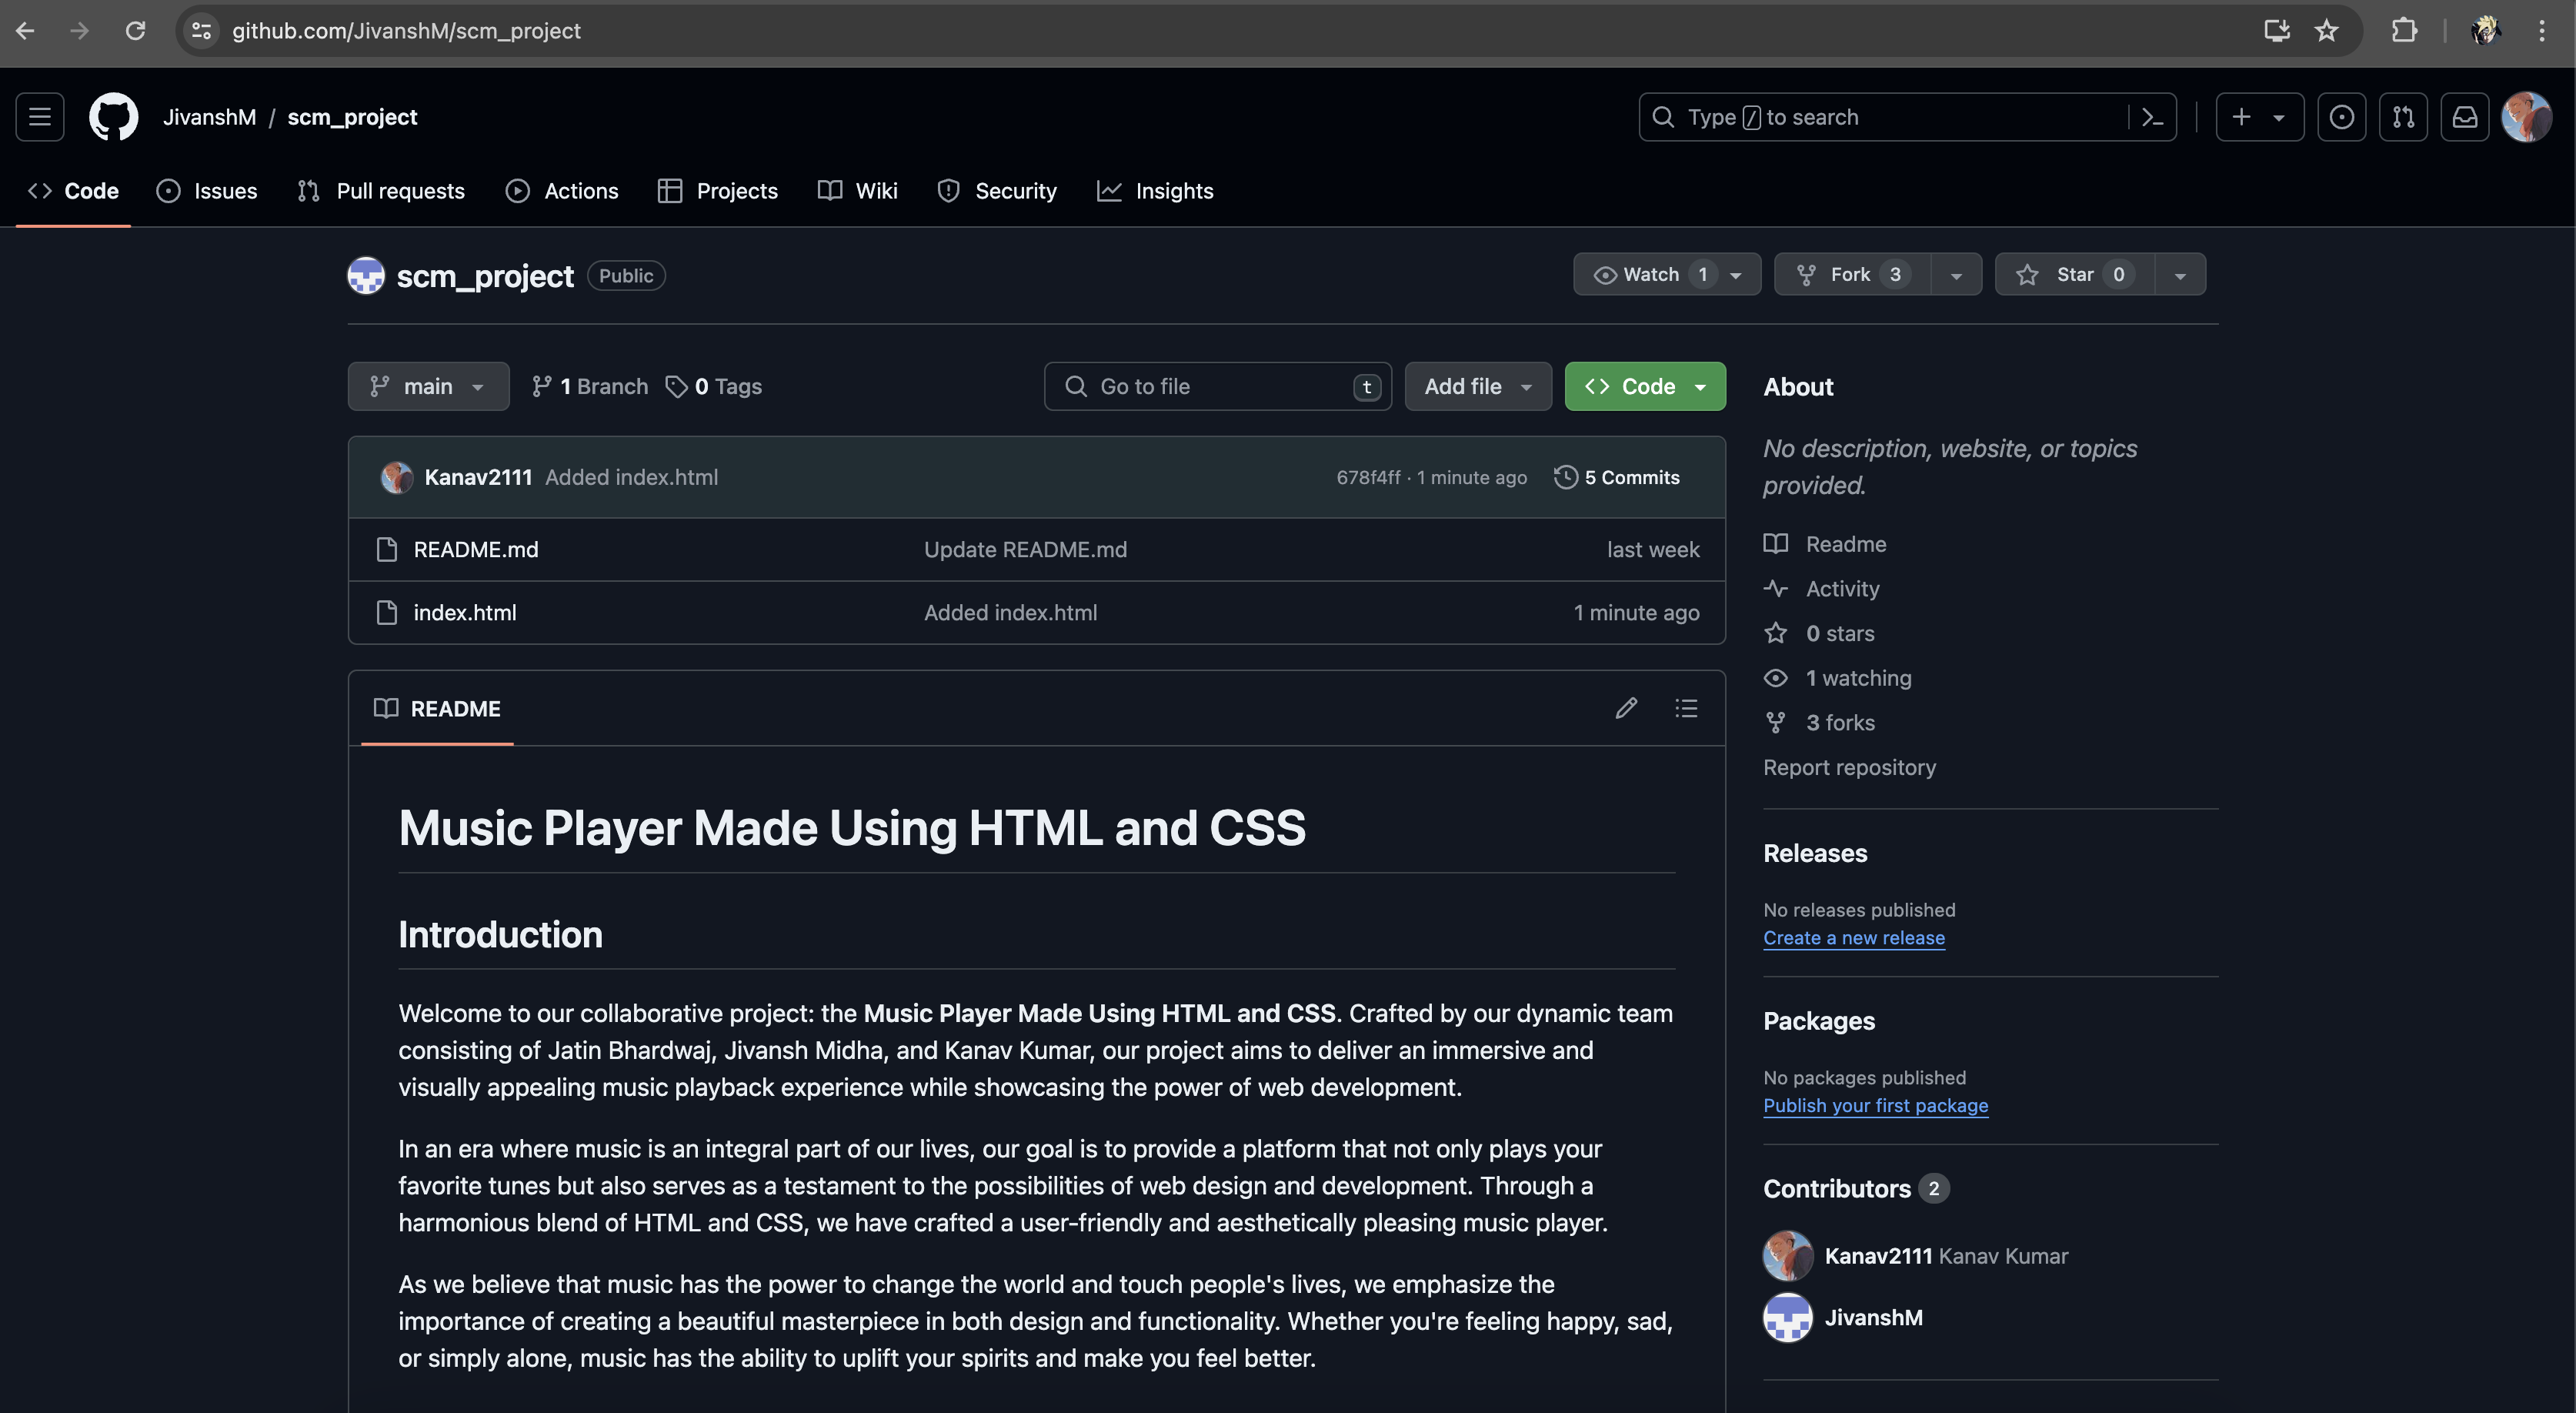 github.com/JivanshM/scm_project
JivanshM / scm_project
Type / to search
Code Issues Pull requests Actions Projects Wiki Security Insights
scm_project Public
Watch 1 Fork 3 Star 0
main 1 Branch 0 Tags Go to file t Add file Code
Kanav2111 Added index.html 678f4ff · 1 minute ago 5 Commits
README.md Update README.md last week
index.html Added index.html 1 minute ago
README
Music Player Made Using HTML and CSS
Introduction
Welcome to our collaborative project: the Music Player Made Using HTML and CSS. Crafted by our dynamic team
consisting of Jatin Bhardwaj, Jivansh Midha, and Kanav Kumar, our project aims to deliver an immersive and
visually appealing music playback experience while showcasing the power of web development.
In an era where music is an integral part of our lives, our goal is to provide a platform that not only plays your
favorite tunes but also serves as a testament to the possibilities of web design and development. Through a
harmonious blend of HTML and CSS, we have crafted a user-friendly and aesthetically pleasing music player.
As we believe that music has the power to change the world and touch people's lives, we emphasize the
importance of creating a beautiful masterpiece in both design and functionality. Whether you're feeling happy, sad,
or simply alone, music has the ability to uplift your spirits and make you feel better.
About
No description, website, or topics
provided.
Readme
Activity
0 stars
1 watching
3 forks
Report repository
Releases
No releases published
Create a new release
Packages
No packages published
Publish your first package
Contributors 2
Kanav2111 Kanav Kumar
JivanshM